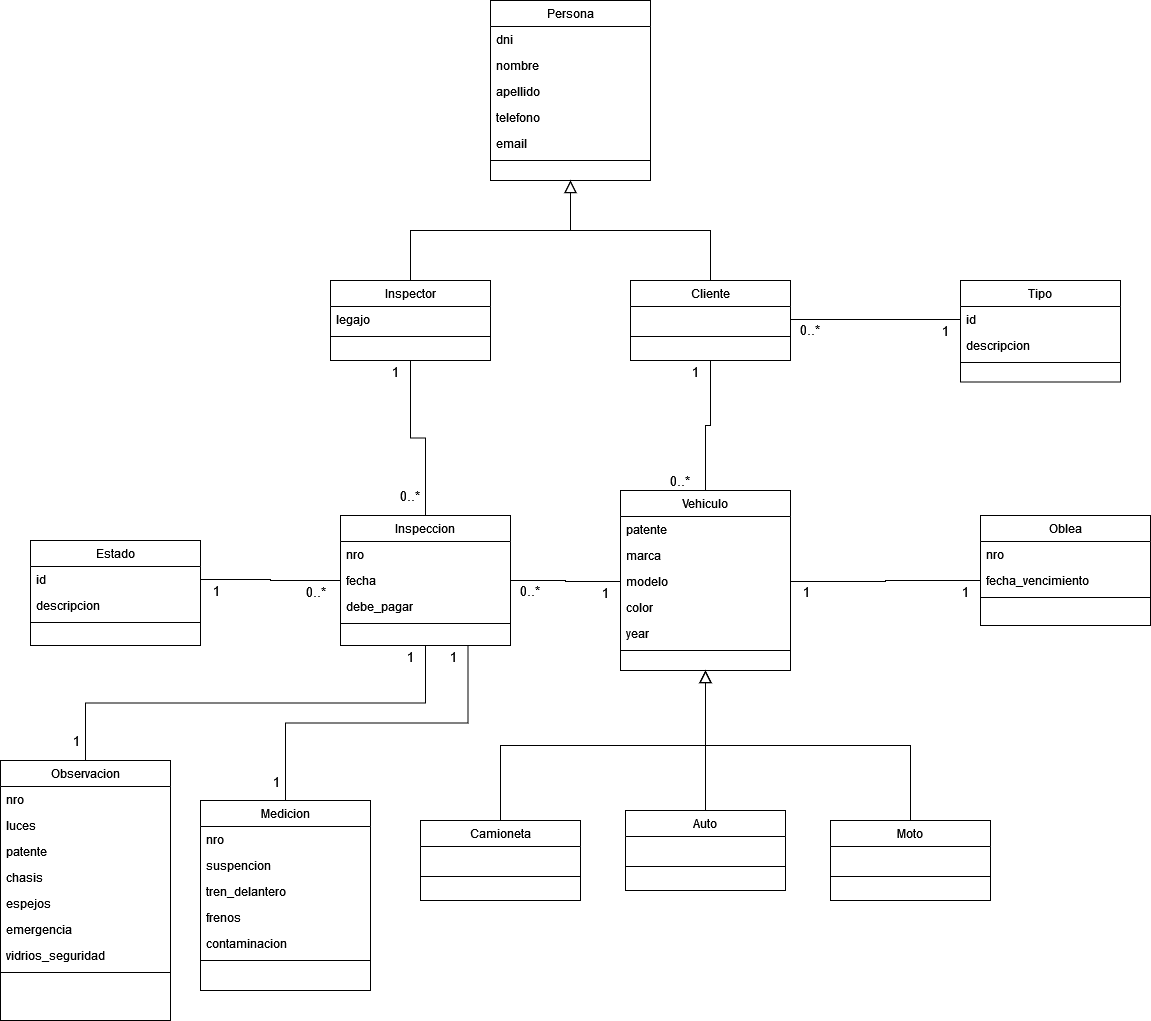 Persona
dni
nombre
apellido
telefono
email
Inspector
legajo
Cliente
Tipo
id
descripcion
0..*
1
1
1
0..*
0..*
Vehiculo
patente
marca
modelo
color
year
Inspeccion
nro
fecha
debe_pagar
Estado
id
descripcion
Oblea
nro
fecha_vencimiento
1
0..*
0..*
1
1
1
1
1
1
1
Observacion
nro
luces
patente
chasis
espejos
emergencia
vidrios_seguridad
Medicion
nro
suspencion
tren_delantero
frenos
contaminacion
Camioneta
Auto
Moto